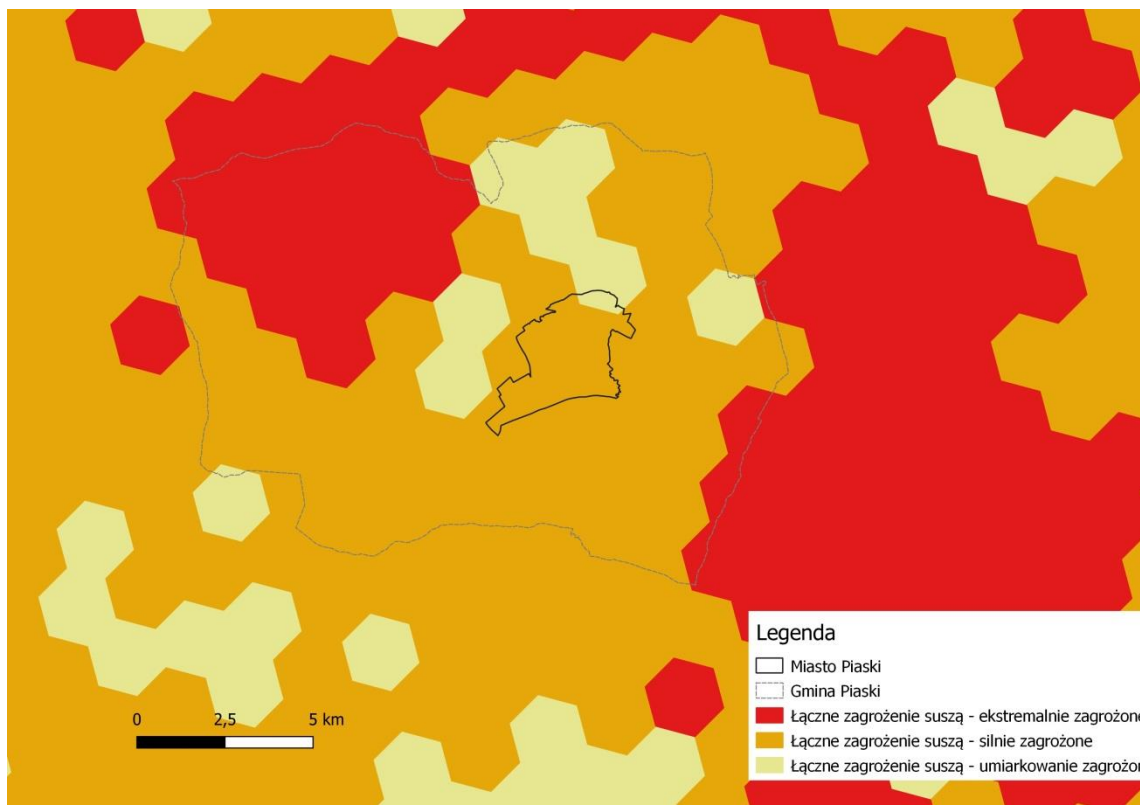 0 2,5 5 km
Legenda
Miasto Piaski
Gmina Piaski
Łączne zagrożenie suszą - ekstremalnie zagrożone
Łączne zagrożenie suszą - silnie zagrożone
Łączne zagrożenie suszą - umiarkowanie zagrożon